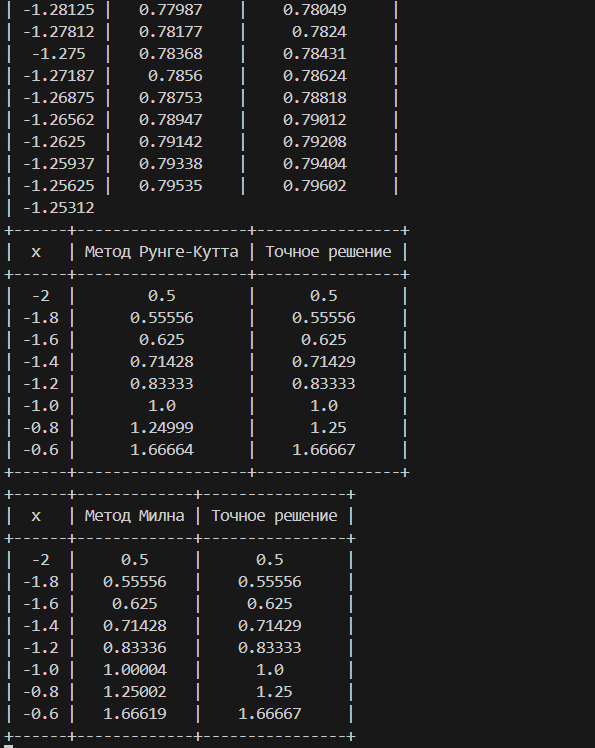 | -1.28125 |   0.77987    |    0.78049     |
| -1.27812 |   0.78177    |     0.7824     |
|  -1.275  |   0.78368    |    0.78431     |
| -1.27187 |    0.7856    |    0.78624     |
| -1.26875 |   0.78753    |    0.78818     |
| -1.26562 |   0.78947    |    0.79012     |
| -1.2625  |   0.79142    |    0.79208     |
| -1.25937 |   0.79338    |    0.79404     |
| -1.25625 |   0.79535    |    0.79602     |
| -1.25312
+------+-------------------+----------------+
|  x   | Метод Рунге-Кутта | Точное решение |
+------+-------------------+----------------+
|  -2  |        0.5        |      0.5       |
| -1.8 |      0.55556      |    0.55556     |
| -1.6 |       0.625       |     0.625      |
| -1.4 |      0.71428      |    0.71429     |
| -1.2 |      0.83333      |    0.83333     |
| -1.0 |        1.0        |      1.0       |
| -0.8 |      1.24999      |      1.25      |
| -0.6 |      1.66664      |    1.66667     |
+------+-------------------+----------------+
+------+-------------+----------------+
|  x   | Метод Милна | Точное решение |
+------+-------------+----------------+
|  -2  |     0.5     |      0.5       |
| -1.8 |   0.55556   |    0.55556     |
| -1.6 |    0.625    |     0.625      |
| -1.4 |   0.71428   |    0.71429     |
| -1.2 |   0.83336   |    0.83333     |
| -1.0 |   1.00004   |      1.0       |
| -0.8 |   1.25002   |      1.25      |
| -0.6 |   1.66619   |    1.66667     |
+------+-------------+----------------+